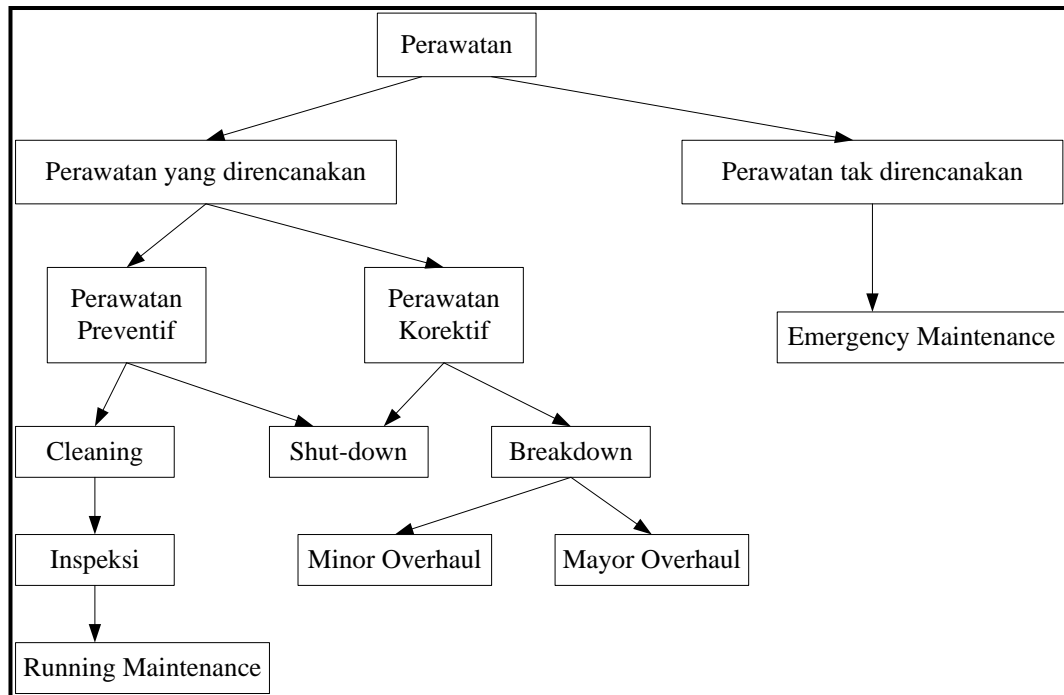 Perawatan
Perawatan yang direncanakan
Perawatan tak direncanakan
Perawatan
Preventif
Perawatan
Korektif
Emergency Maintenance
Cleaning
Shut-down
Breakdown
Inspeksi
Minor Overhaul
Mayor Overhaul
Running Maintenance